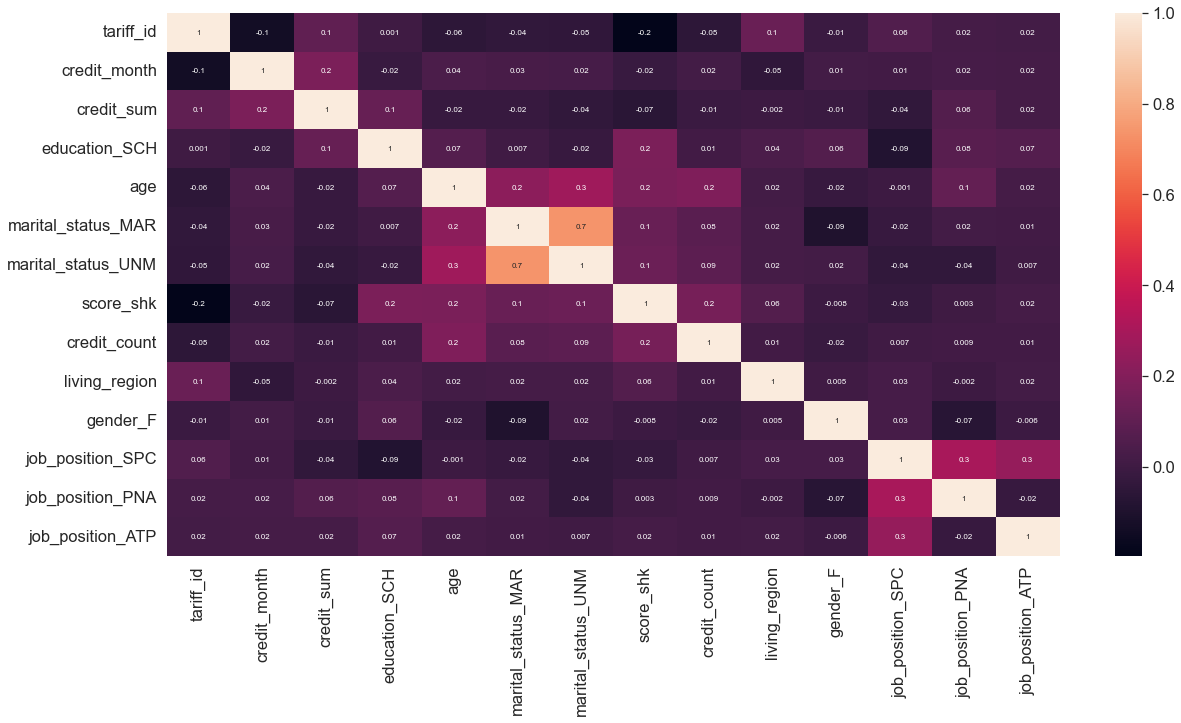 tariff_id 1 -0.1 0.1 0.001 -0.06 -0.04 -0.05 -0.2 -0.05 0.1 -0.01 0.06 0.02 0.02
credit_month -0.1 1 0.2 -0.02 0.04 0.03 0.02 -0.02 0.02 -0.05 0.01 0.01 0.02 0.02
credit_sum 0.1 0.2 1 0.1 -0.02 -0.02 -0.04 -0.07 -0.01 -0.002 -0.01 -0.04 0.06 0.02
education_SCH 0.001 -0.02 0.1 1 0.07 0.007 -0.02 0.2 0.01 0.04 0.06 -0.09 0.08 0.07
age -0.06 0.04 -0.02 0.07 1 0.2 0.3 0.2 0.2 0.02 -0.02 -0.001 0.1 0.02
marital_status_MAR -0.04 0.03 -0.02 0.007 0.2 1 0.7 0.1 0.08 0.02 -0.09 -0.02 0.02 0.01
marital_status_UNM -0.05 0.02 -0.04 -0.02 0.3 0.7 1 0.1 0.09 0.02 0.02 -0.04 -0.04 0.007
score_shk -0.2 -0.02 -0.07 0.2 0.2 0.1 0.1 1 0.2 0.06 -0.008 -0.03 0.003 0.02
credit_count -0.05 0.02 -0.01 0.01 0.2 0.08 0.09 0.2 1 0.01 -0.02 0.007 0.009 0.01
living_region 0.1 -0.05 -0.002 0.04 0.02 0.02 0.02 0.06 0.01 1 0.005 0.03 -0.002 0.02
gender_F -0.01 0.01 -0.01 0.06 -0.02 -0.09 0.02 -0.008 -0.02 0.005 1 0.03 -0.07 -0.006
job_position_SPC 0.06 0.01 -0.04 -0.09 -0.001 -0.02 -0.04 -0.03 0.007 0.03 0.03 1 0.3 0.3
job_position_PNA 0.02 0.02 0.06 0.08 0.1 0.02 -0.04 0.003 0.009 -0.002 -0.07 0.3 1 -0.02
job_position_ATP 0.02 0.02 0.02 0.07 0.02 0.01 0.007 0.02 0.01 0.02 -0.006 0.3 -0.02 1
tariff_id
credit_month
credit_sum
education_SCH
age
marital_status_MAR
marital_status_UNM
score_shk
credit_count
living_region
gender_F
job_position_SPC
job_position_PNA
job_position_ATP
1.0
0.8
0.6
0.4
0.2
0.0